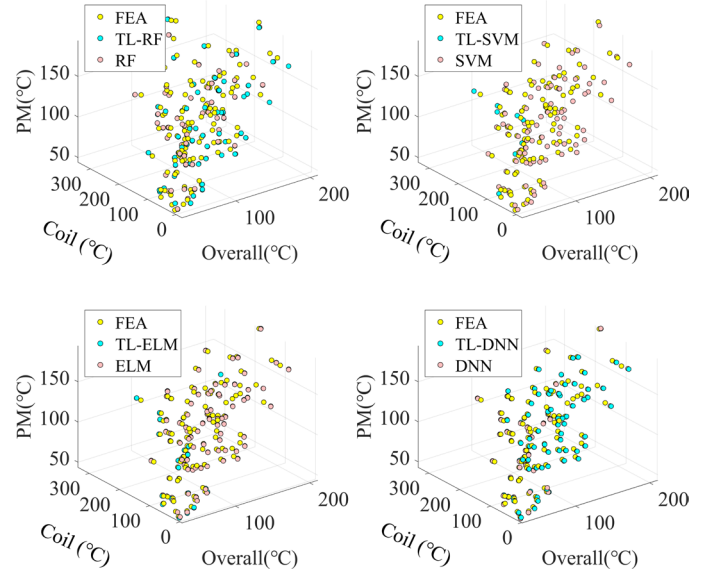 FEA
TL-RF
RF
PM(℃)
150
100
50
300
200
100
0
Coil (℃)
100
200
Overall(℃)
FEA
TL-SVM
SVM
PM(℃)
150
100
50
300
200
100
0
Coil (℃)
100
200
Overall(℃)
FEA
TL-ELM
ELM
PM(℃)
150
100
50
300
200
100
0
Coil (℃)
100
200
Overall(℃)
FEA
TL-DNN
DNN
PM(℃)
150
100
50
300
200
100
0
Coil (℃)
100
200
Overall(℃)